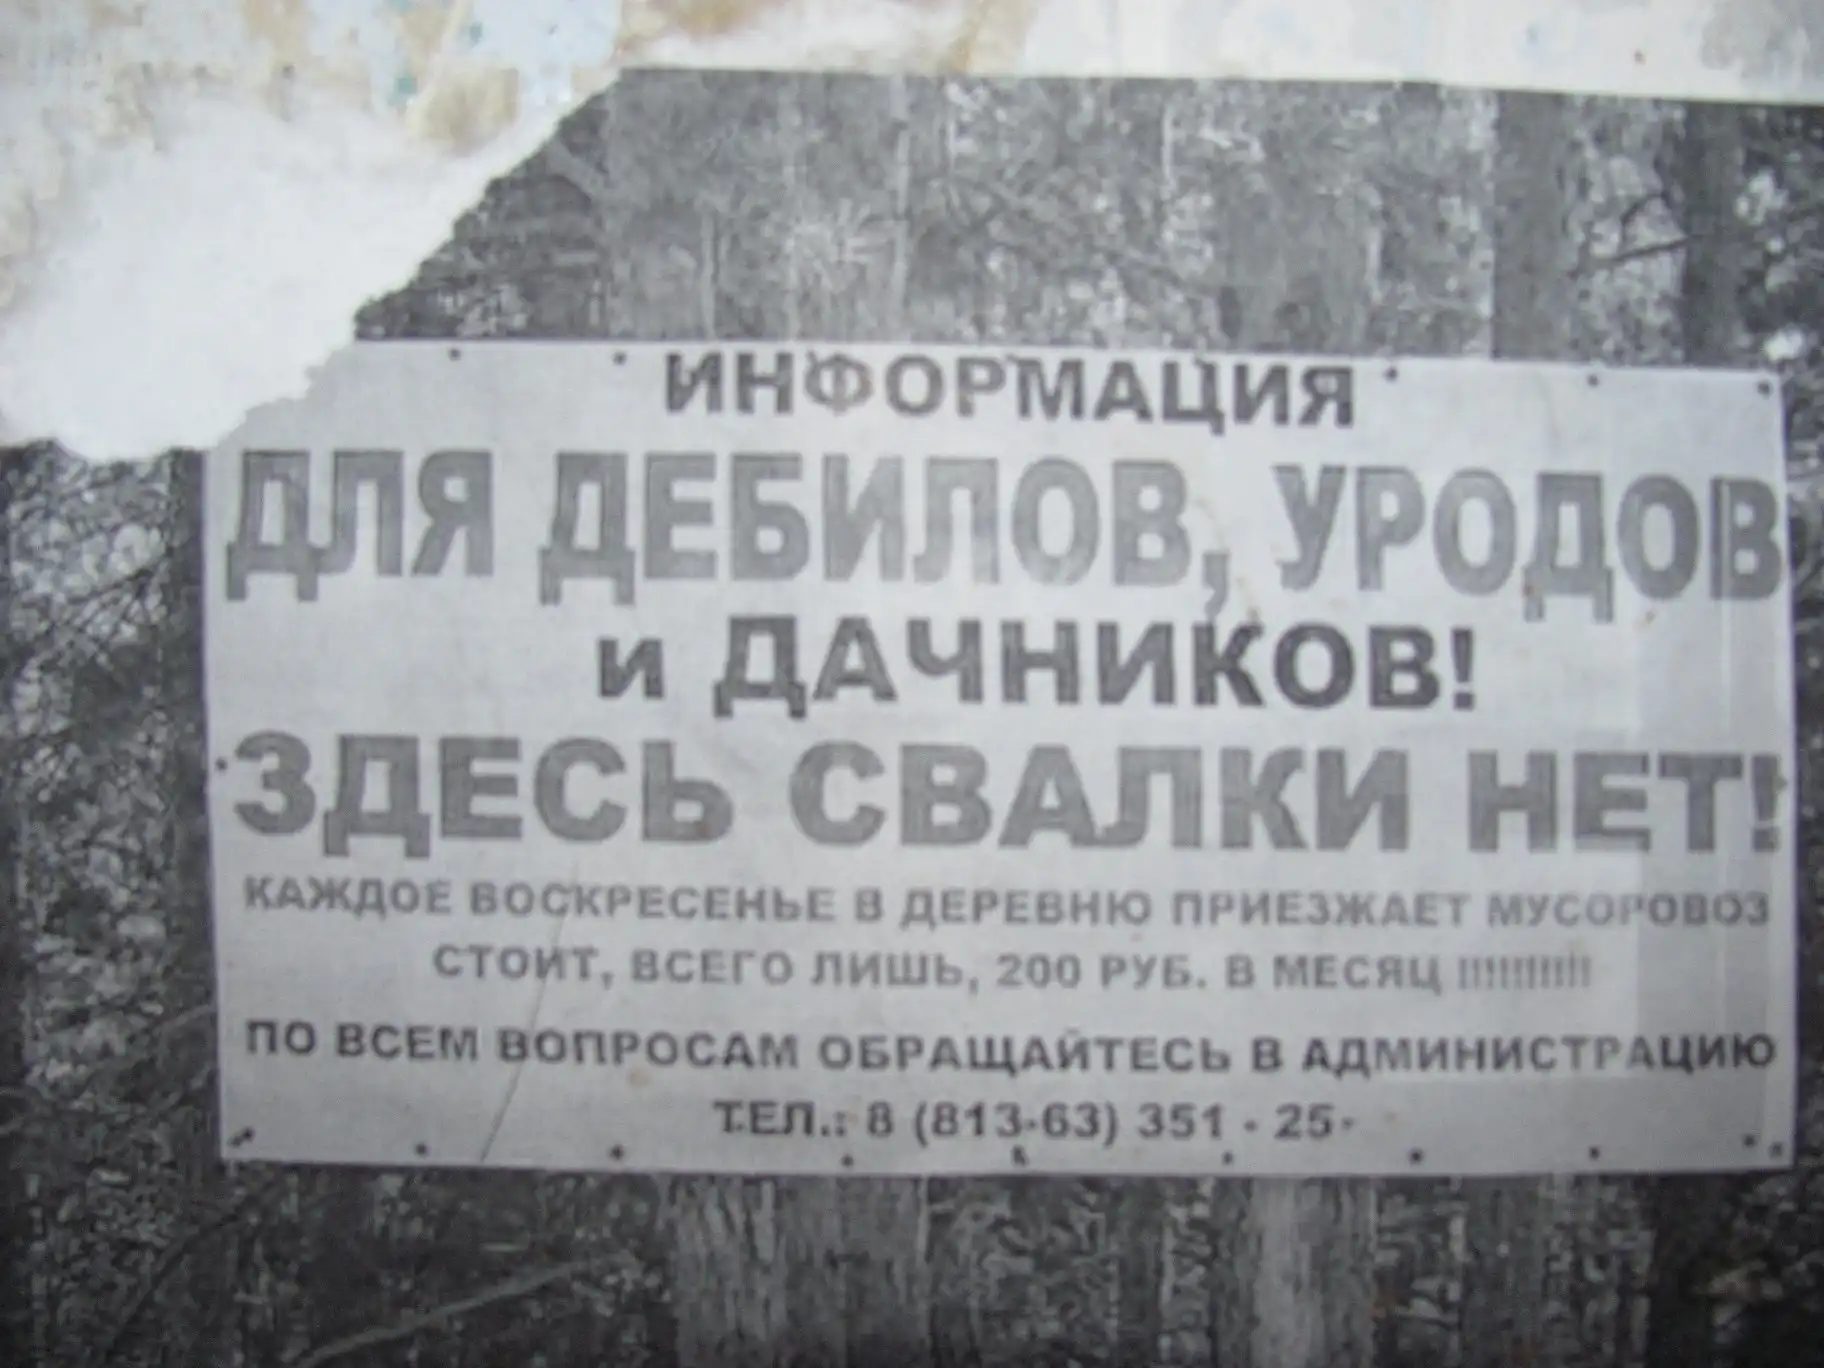 ИНФОРМАЦИЯ
ДЛЯ ДЕБИЛОВ, УРОДОВ
и ДАЧНИКОВ!
ЗДЕСЬ СВАЛКИ НЕТ!
КАЖДОЕ ВОСКРЕСЕНЬЕ В ДЕРЕВНЮ ПРИЕЗЖАЕТ МУСОРОВОЗ
СТОИТ, ВСЕГО ЛИШЬ, 200 РУБ. В МЕСЯЦ !!!!!!!!!!!
ПО ВСЕМ ВОПРОСАМ ОБРАЩАЙТЕСЬ В АДМИНИСТРАЦИЮ
ТЕЛ.: 8 (813-63) 351 - 25-